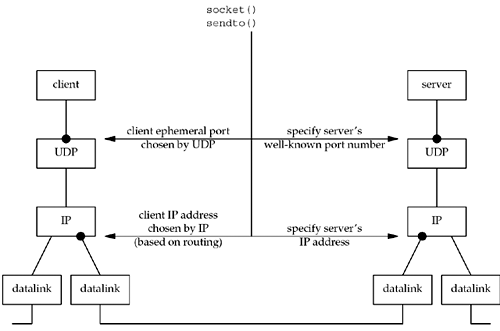 socket()
sendto()
client
server
client ephemeral port
chosen by UDP
specify server's
well-known port number
UDP
UDP
client IP address
chosen by IP
(based on routing)
specify server's
IP address
IP
IP
datalink
datalink
datalink
datalink